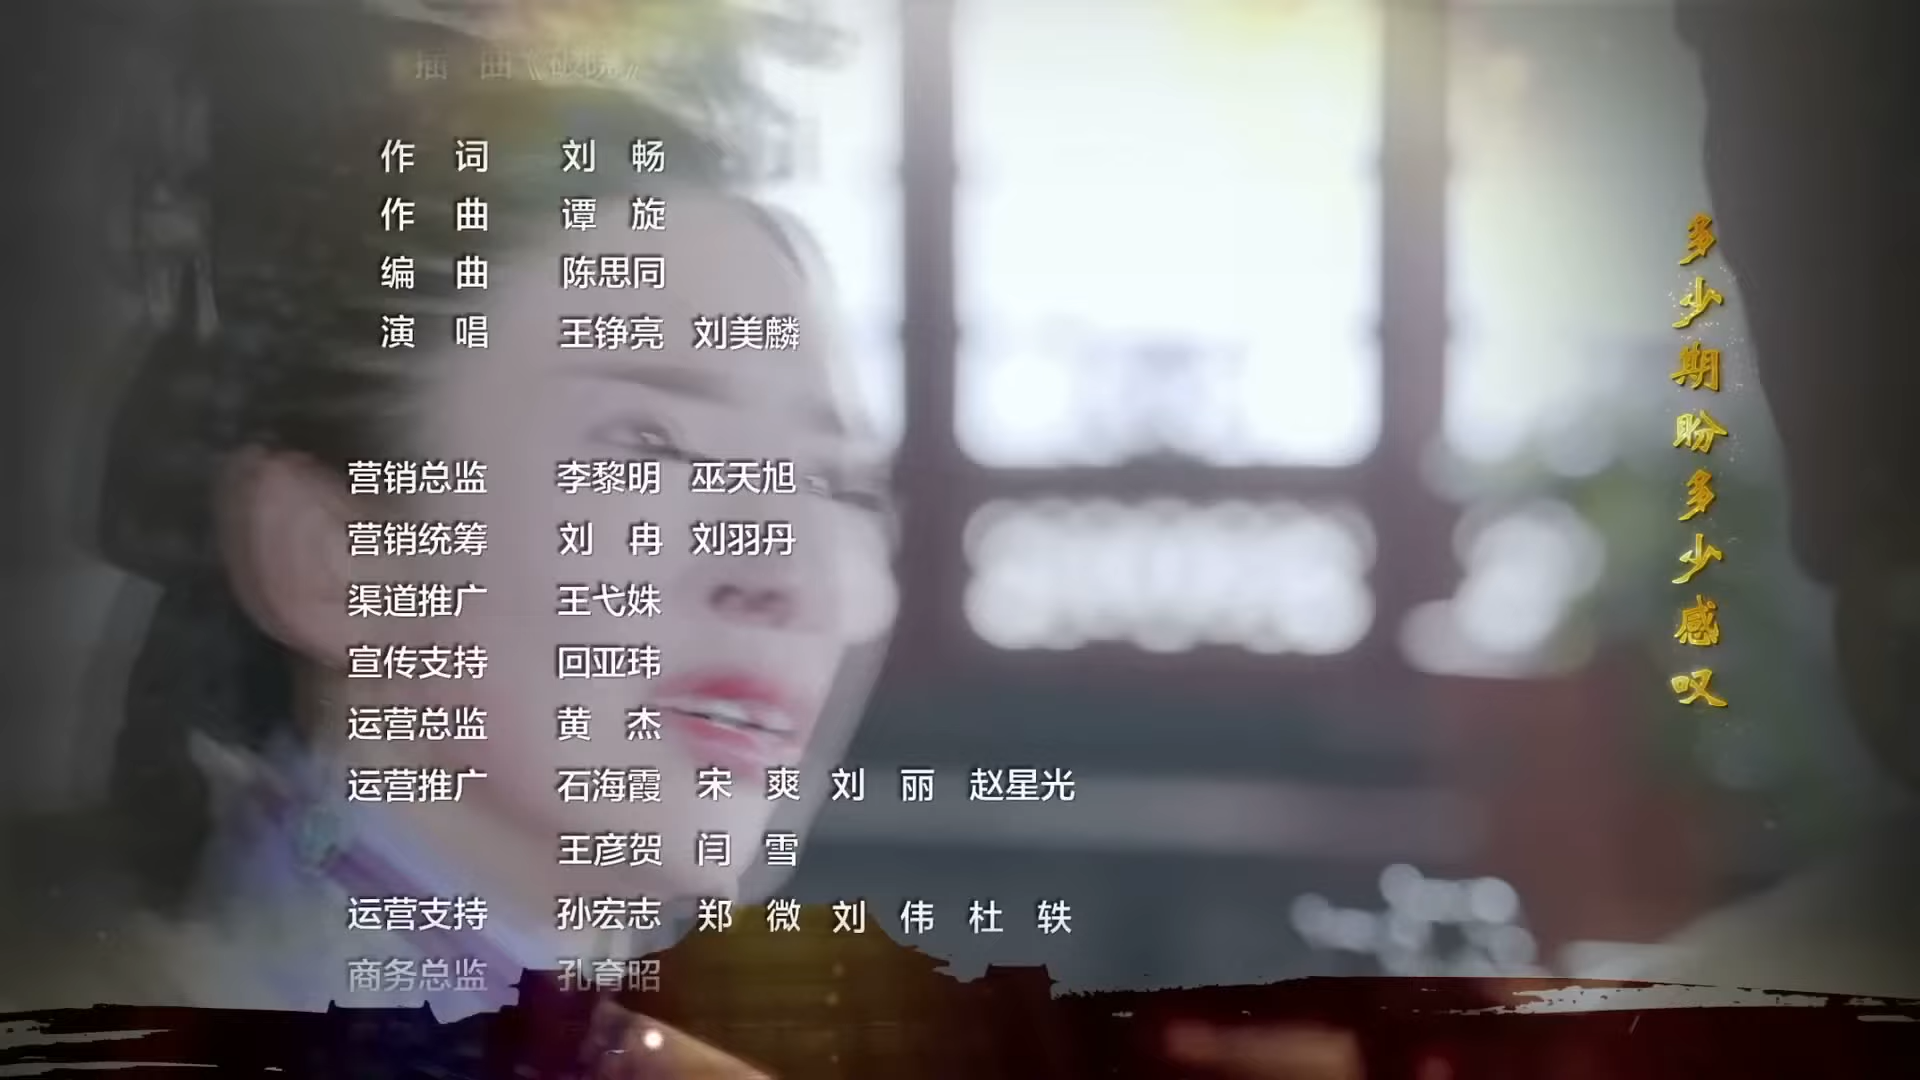 插 曲《破晓》
作 词 刘 畅
作 曲 谭 旋
编 曲 陈思同
演 唱 王铮亮 刘美麟
营销总监 李黎明 巫天旭
营销统筹 刘 冉 刘羽丹
渠道推广 王弋姝
宣传支持 回亚玮
运营总监 黄 杰
运营推广 石海霞 宋 爽 刘 丽 赵星光
王彦贺 闫 雪
运营支持 孙宏志 郑 微 刘 伟 杜 轶
商务总监 孔育昭
多少期盼多少感叹